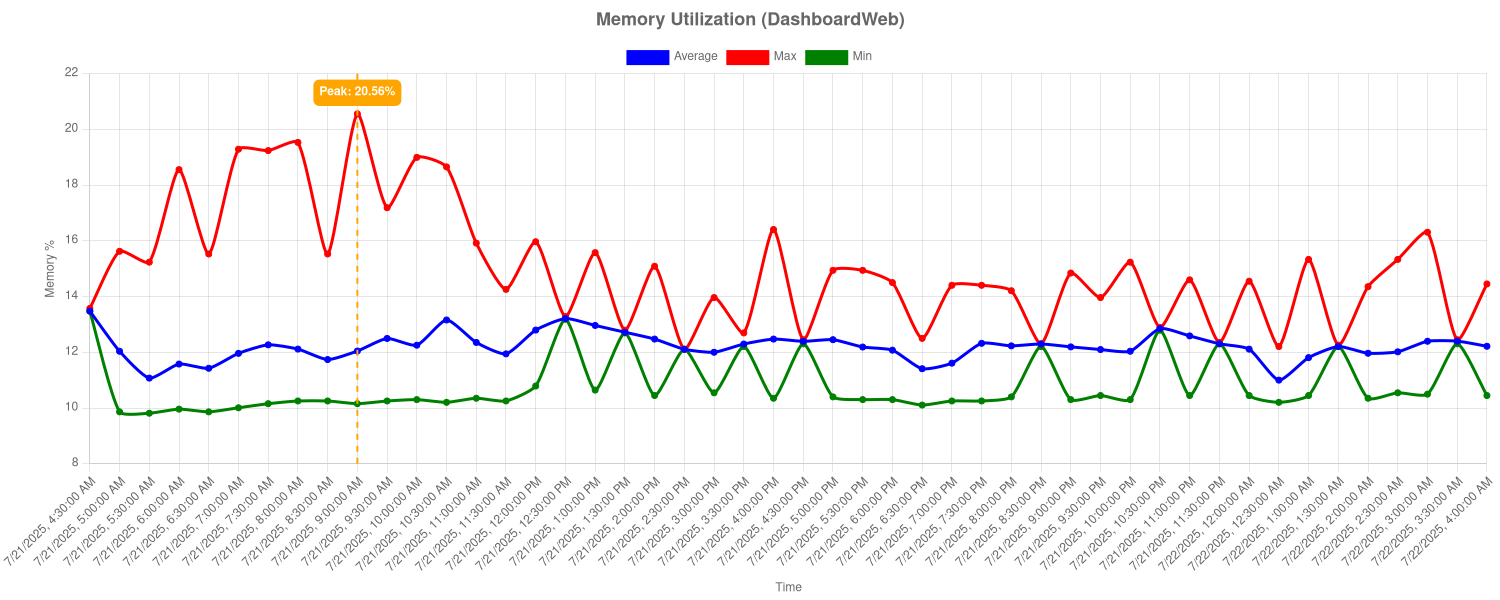 Memory Utilization (DashboardWeb)
Average Max Min
Peak: 20.56%
22
20
18
16
14
12
10
8
Memory %
7/21/2025, 4:30:00 AM
7/21/2025, 5:00:00 AM
7/21/2025, 5:30:00 AM
7/21/2025, 6:00:00 AM
7/21/2025, 6:30:00 AM
7/21/2025, 7:00:00 AM
7/21/2025, 7:30:00 AM
7/21/2025, 8:00:00 AM
7/21/2025, 8:30:00 AM
7/21/2025, 9:00:00 AM
7/21/2025, 9:30:00 AM
7/21/2025, 10:00:00 AM
7/21/2025, 10:30:00 AM
7/21/2025, 11:00:00 AM
7/21/2025, 11:30:00 AM
7/21/2025, 12:00:00 PM
7/21/2025, 12:30:00 PM
7/21/2025, 1:00:00 PM
7/21/2025, 1:30:00 PM
7/21/2025, 2:00:00 PM
7/21/2025, 2:30:00 PM
7/21/2025, 3:00:00 PM
7/21/2025, 3:30:00 PM
7/21/2025, 4:00:00 PM
7/21/2025, 4:30:00 PM
7/21/2025, 5:00:00 PM
7/21/2025, 5:30:00 PM
7/21/2025, 6:00:00 PM
7/21/2025, 6:30:00 PM
7/21/2025, 7:00:00 PM
7/21/2025, 7:30:00 PM
7/21/2025, 8:00:00 PM
7/21/2025, 8:30:00 PM
7/21/2025, 9:00:00 PM
7/21/2025, 9:30:00 PM
7/21/2025, 10:00:00 PM
7/21/2025, 10:30:00 PM
7/21/2025, 11:00:00 PM
7/21/2025, 11:30:00 PM
7/22/2025, 12:00:00 AM
7/22/2025, 12:30:00 AM
7/22/2025, 1:00:00 AM
7/22/2025, 1:30:00 AM
7/22/2025, 2:00:00 AM
7/22/2025, 2:30:00 AM
7/22/2025, 3:00:00 AM
7/22/2025, 3:30:00 AM
7/22/2025, 4:00:00 AM
Time